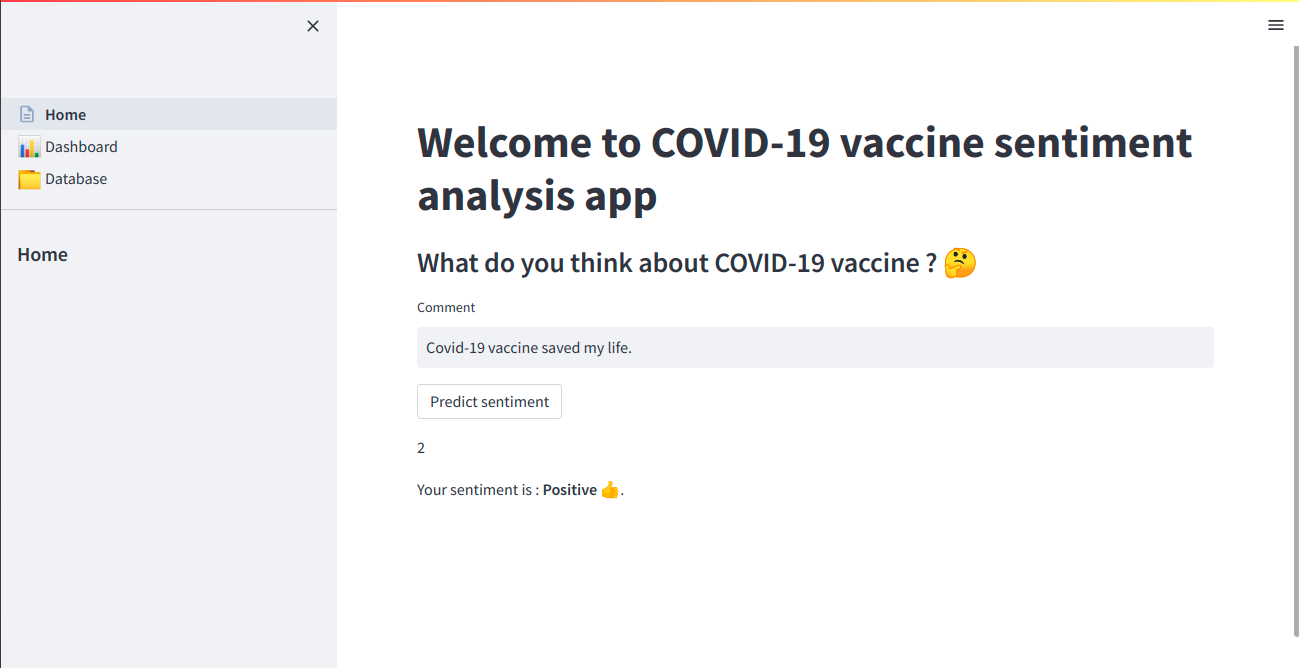 Home
Dashboard
Database
Home
Welcome to COVID-19 vaccine sentiment
analysis app
What do you think about COVID-19 vaccine ? 🤔
Comment
Covid-19 vaccine saved my life.
Predict sentiment
2
Your sentiment is : Positive 👍.